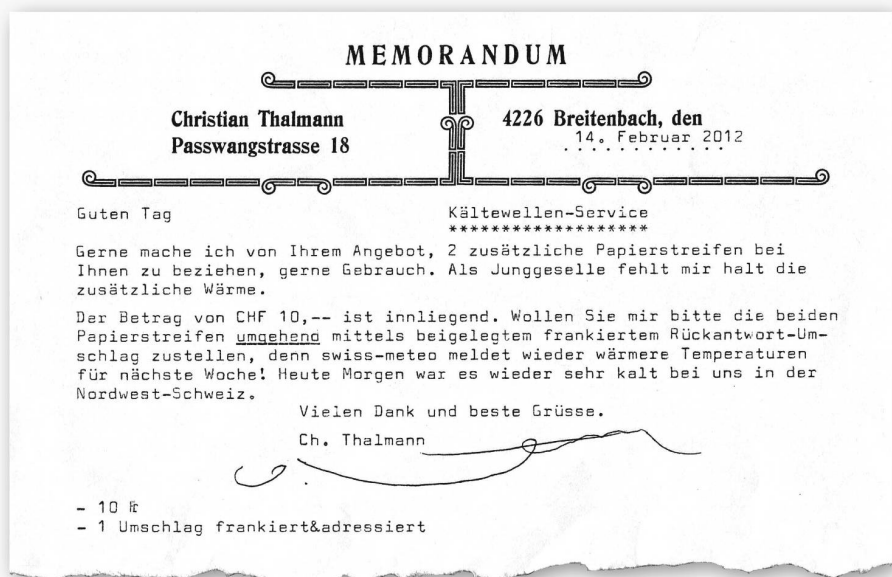 MEMORANDUM
Christian Thalmann
Passwangstrasse 18
4226 Breitenbach, den
14. Februar 2012
Guten Tag
Kältewellen-Service
*******************
Gerne mache ich von Ihrem Angebot, 2 zusätzliche Papierstreifen bei
Ihnen zu beziehen, gerne Gebrauch. Als Junggeselle fehlt mir halt die
zusätzliche Wärme.
Der Betrag von CHF 10,-- ist innliegend. Wollen Sie mir bitte die beiden
Papierstreifen umgehend mittels beigelegtem frankiertem Rückantwort-Um-
schlag zustellen, denn swiss-meteo meldet wieder wärmere Temperaturen
für nächste Woche! Heute Morgen war es wieder sehr kalt bei uns in der
Nordwest-Schweiz.
Vielen Dank und beste Grüsse.
Ch. Thalmann
- 10
- 1 Umschlag frankiert&adressiert